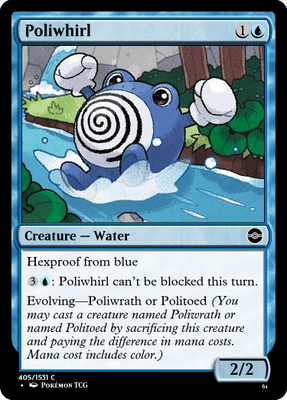 Poliwhirl 1
Creature — Water
Hexproof from blue
3: Poliwhirl can't be blocked this turn.
Evolving—Poliwrath or Politoed (You
may cast a creature named Poliwrath or
named Politoed by sacrificing this creature
and paying the difference in mana costs.
Mana cost includes color.)
2/2
405/1531 C
• Pokémon TCG